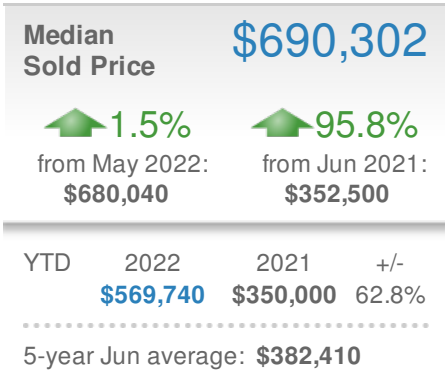 Median
Sold Price
$690,302
1.5%
from May 2022:
$680,040
95.8%
from Jun 2021:
$352,500
YTD 2022 2021 +/-
$569,740 $350,000 62.8%
5-year Jun average: $382,410